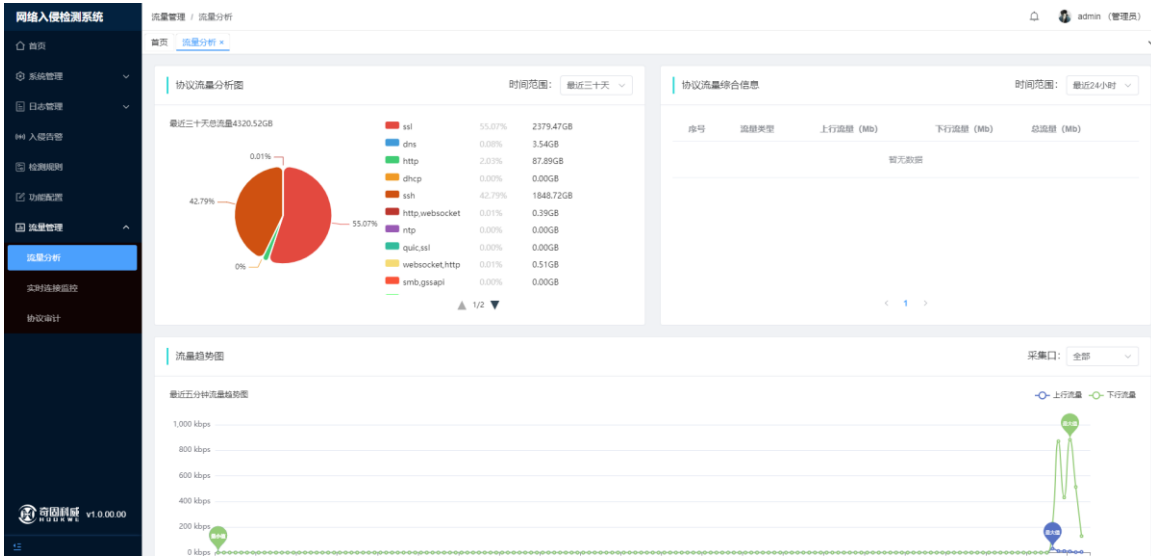 网络入侵检测系统
流量管理 / 流量分析
admin （管理员）
首页
流量分析 ×
首页
系统管理
日志管理
入侵告警
检测规则
功能配置
流量管理
流量分析
实时连接监控
协议审计
v1.0.00.00
协议流量分析图
时间范围： 最近三十天
最近三十天总流量4320.52GB
0.01%
42.79%
55.07%
0%
ssl 55.07% 2379.47GB
dns 0.08% 3.54GB
http 2.03% 87.89GB
dhcp 0.00% 0.00GB
ssh 42.79% 1848.72GB
http,websocket 0.01% 0.39GB
ntp 0.00% 0.00GB
quic,ssl 0.00% 0.00GB
websocket,http 0.01% 0.51GB
smb,gssapi 0.00% 0.00GB
1/2
协议流量综合信息
时间范围： 最近24小时
序号 流量类型 上行流量（Mb） 下行流量（Mb） 总流量（Mb）
暂无数据
< 1 >
流量趋势图
采集口： 全部
最近五分钟流量趋势图
上行流量 下行流量
1,000 kbps
800 kbps
600 kbps
400 kbps
200 kbps
0 kbps
最大值
最大值